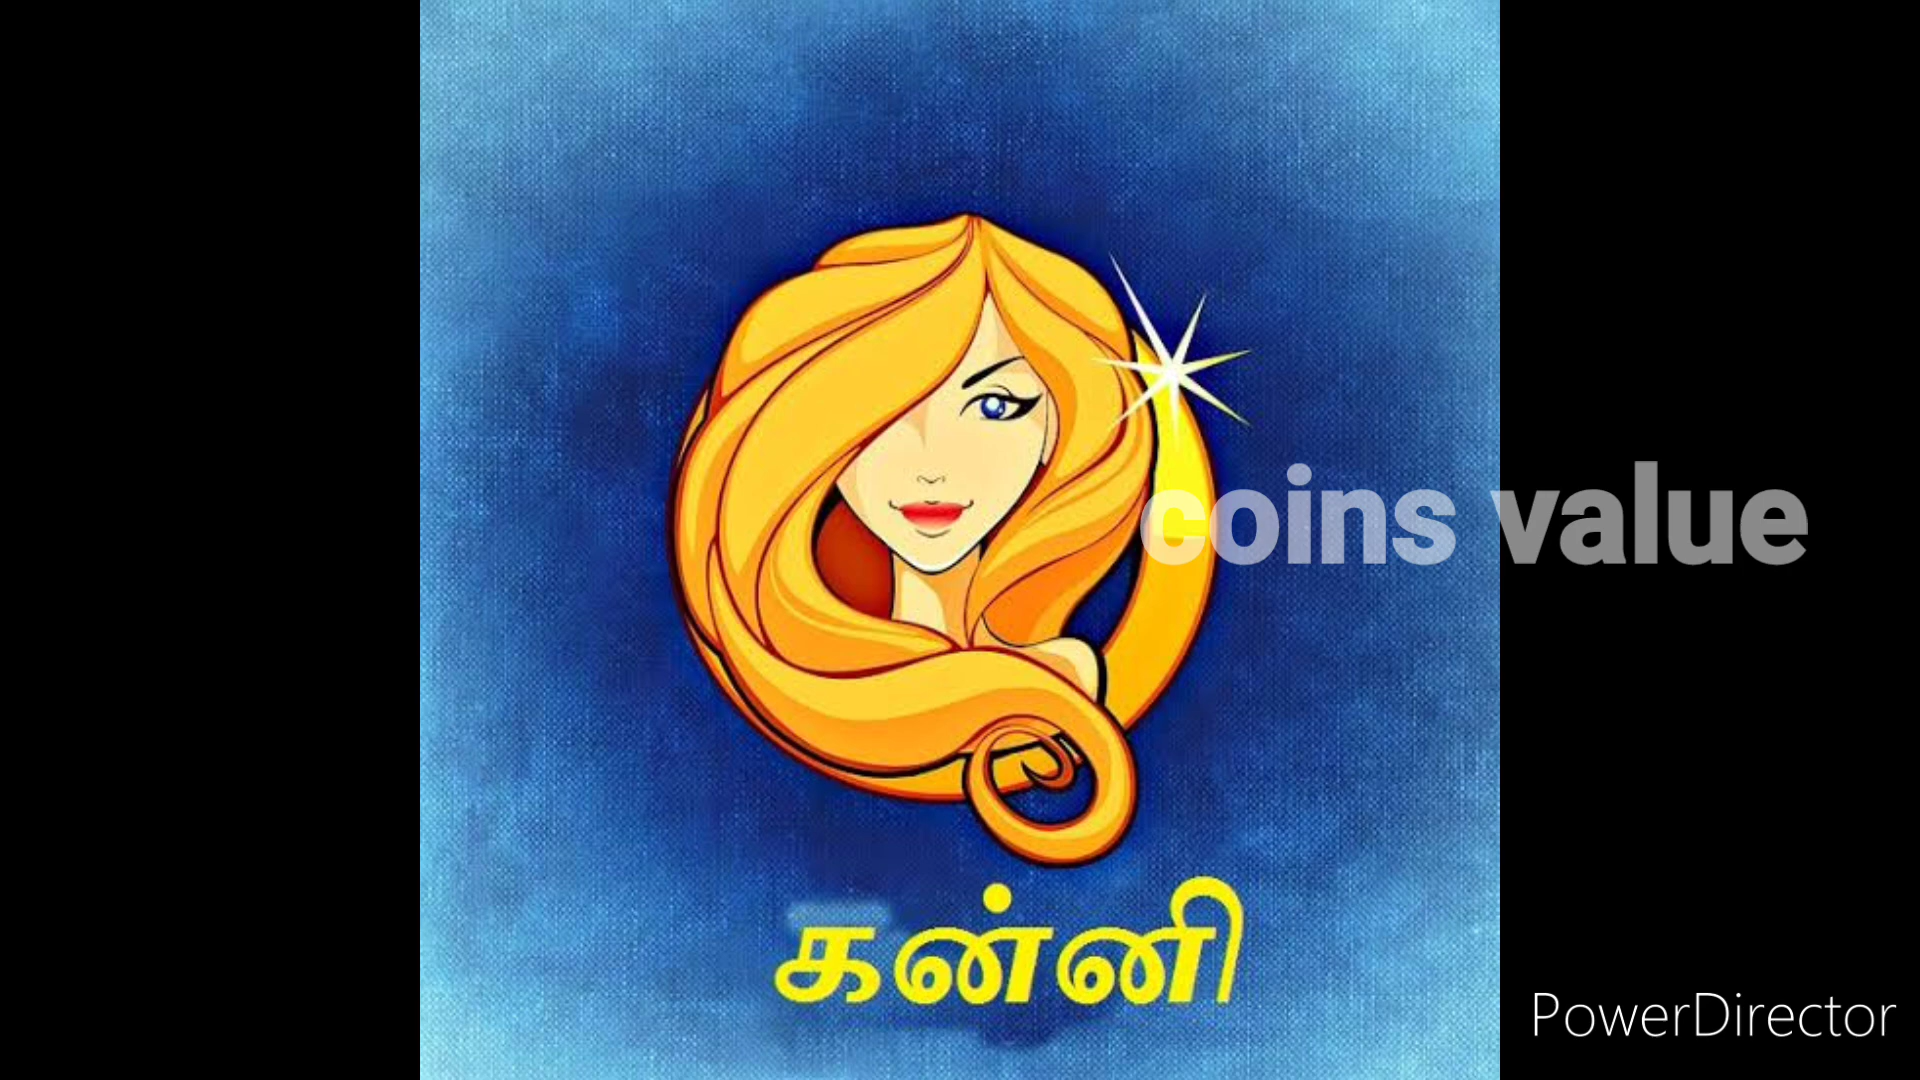 coins value
கன்னி
PowerDirector